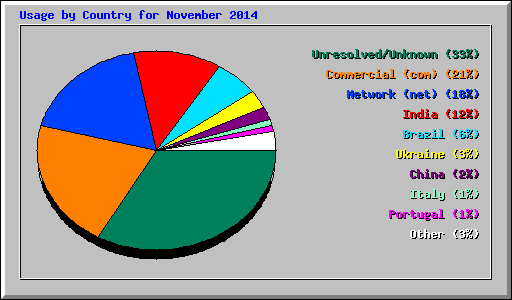 Usage by Country for November 2014
Unresolved/Unknown (33%)
Commercial (com) (21%)
Network (net) (18%)
India (12%)
Brazil (6%)
Ukraine (3%)
China (2%)
Italy (1%)
Portugal (1%)
Other (3%)